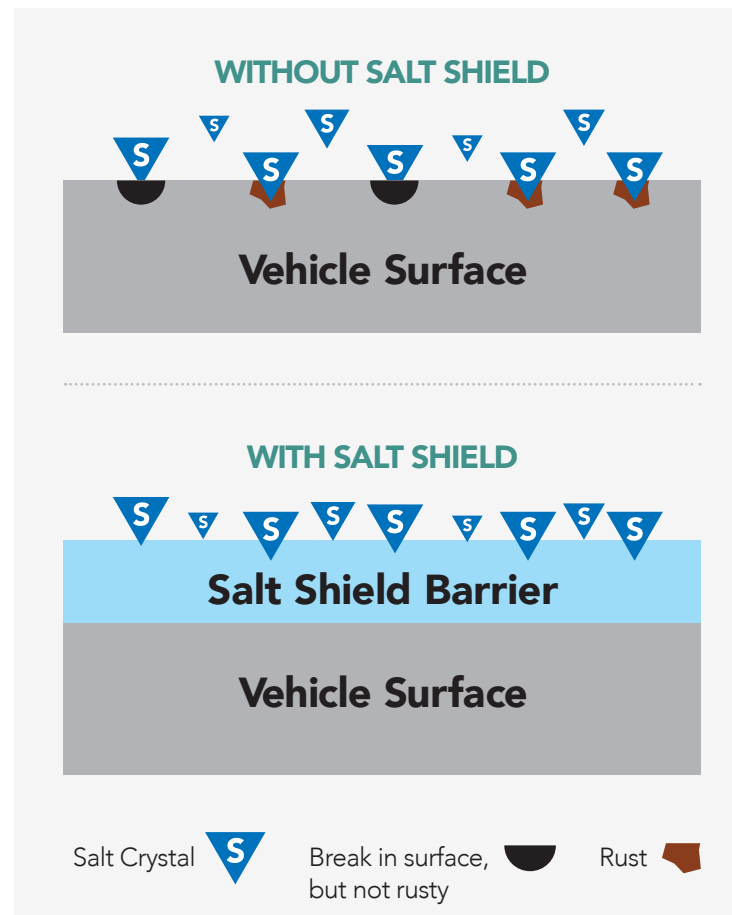 WITHOUT SALT SHIELD
S S S S S S S S S
Vehicle Surface
WITH SALT SHIELD
S S S S S S S S S
Salt Shield Barrier
Vehicle Surface
Salt Crystal S Break in surface, Rust
but not rusty